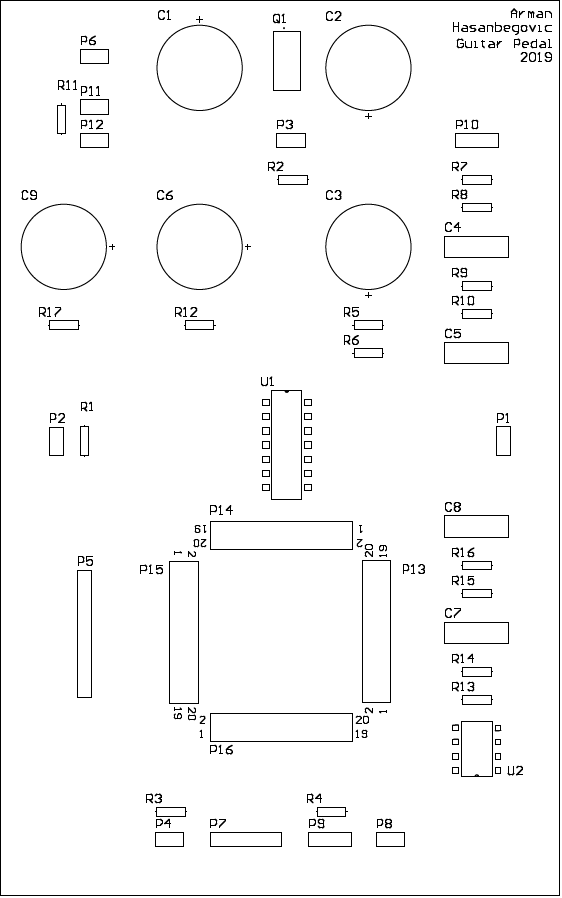 Arman
Hasanbegovic
Guitar Pedal
2019
C1
Q1
C2
P6
R11
P11
P12
P3
P10
R2
R7
R8
C9
C6
C3
C4
R9
R10
R17
R12
R5
R6
C5
U1
P2
R1
P1
C8
P14
19 1
20 2
1 2
20 19
P15
P13
P5
R16
R15
C7
R14
R13
19 20
2 1
2 20
1 19
P16
U2
R3
R4
P4
P7
P9
P8